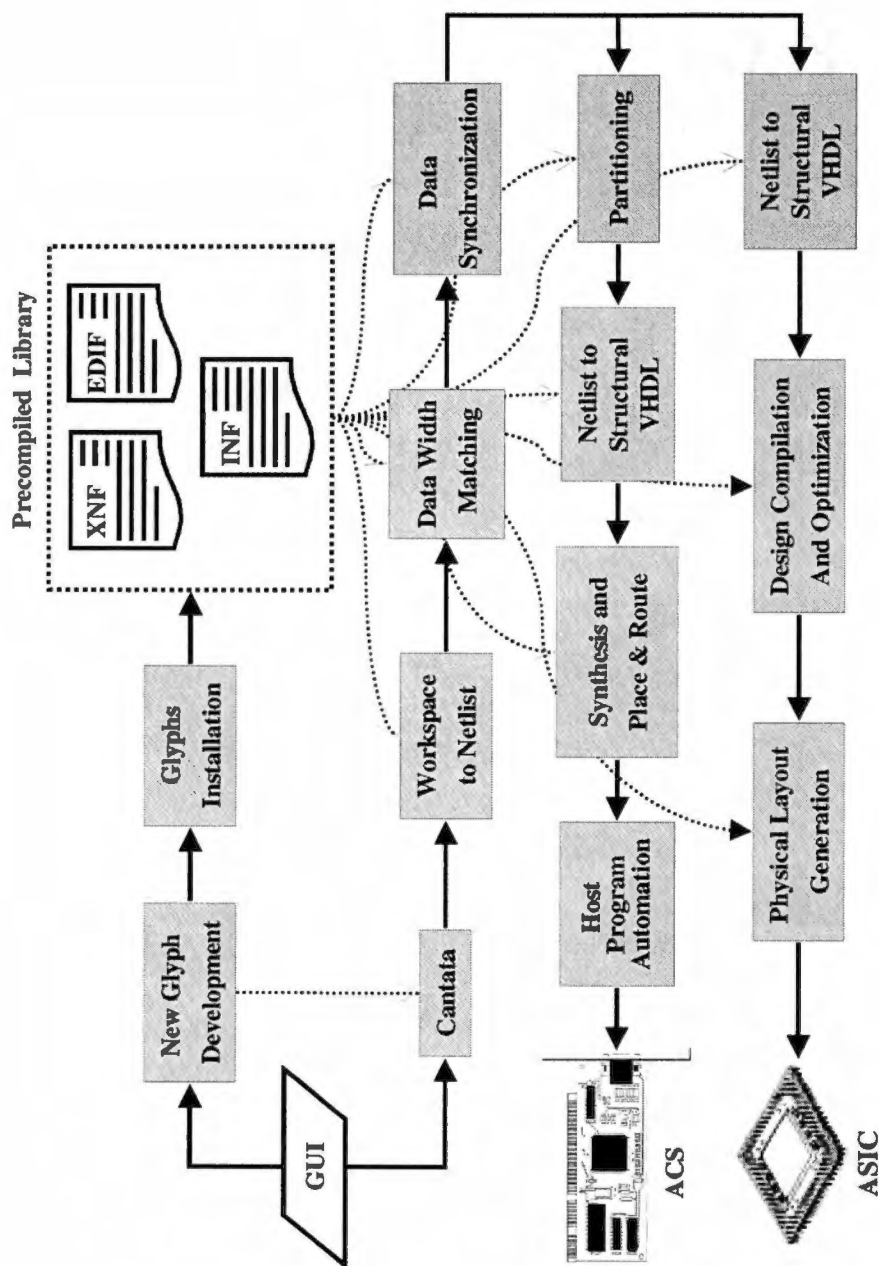 Precompiled Library
XNF
EDIF
INF
New Glyph
Development
Glyphs
Installation
GUI
Cantata
Workspace
to Netlist
Data Width
Matching
Data
Synchronization
Host
Program
Automation
Synthesis and
Place & Route
Netlist to
Structural
VHDL
Partitioning
ACS
Physical Layout
Generation
Design Compilation
And Optimization
Netlist to
Structural
VHDL
ASIC